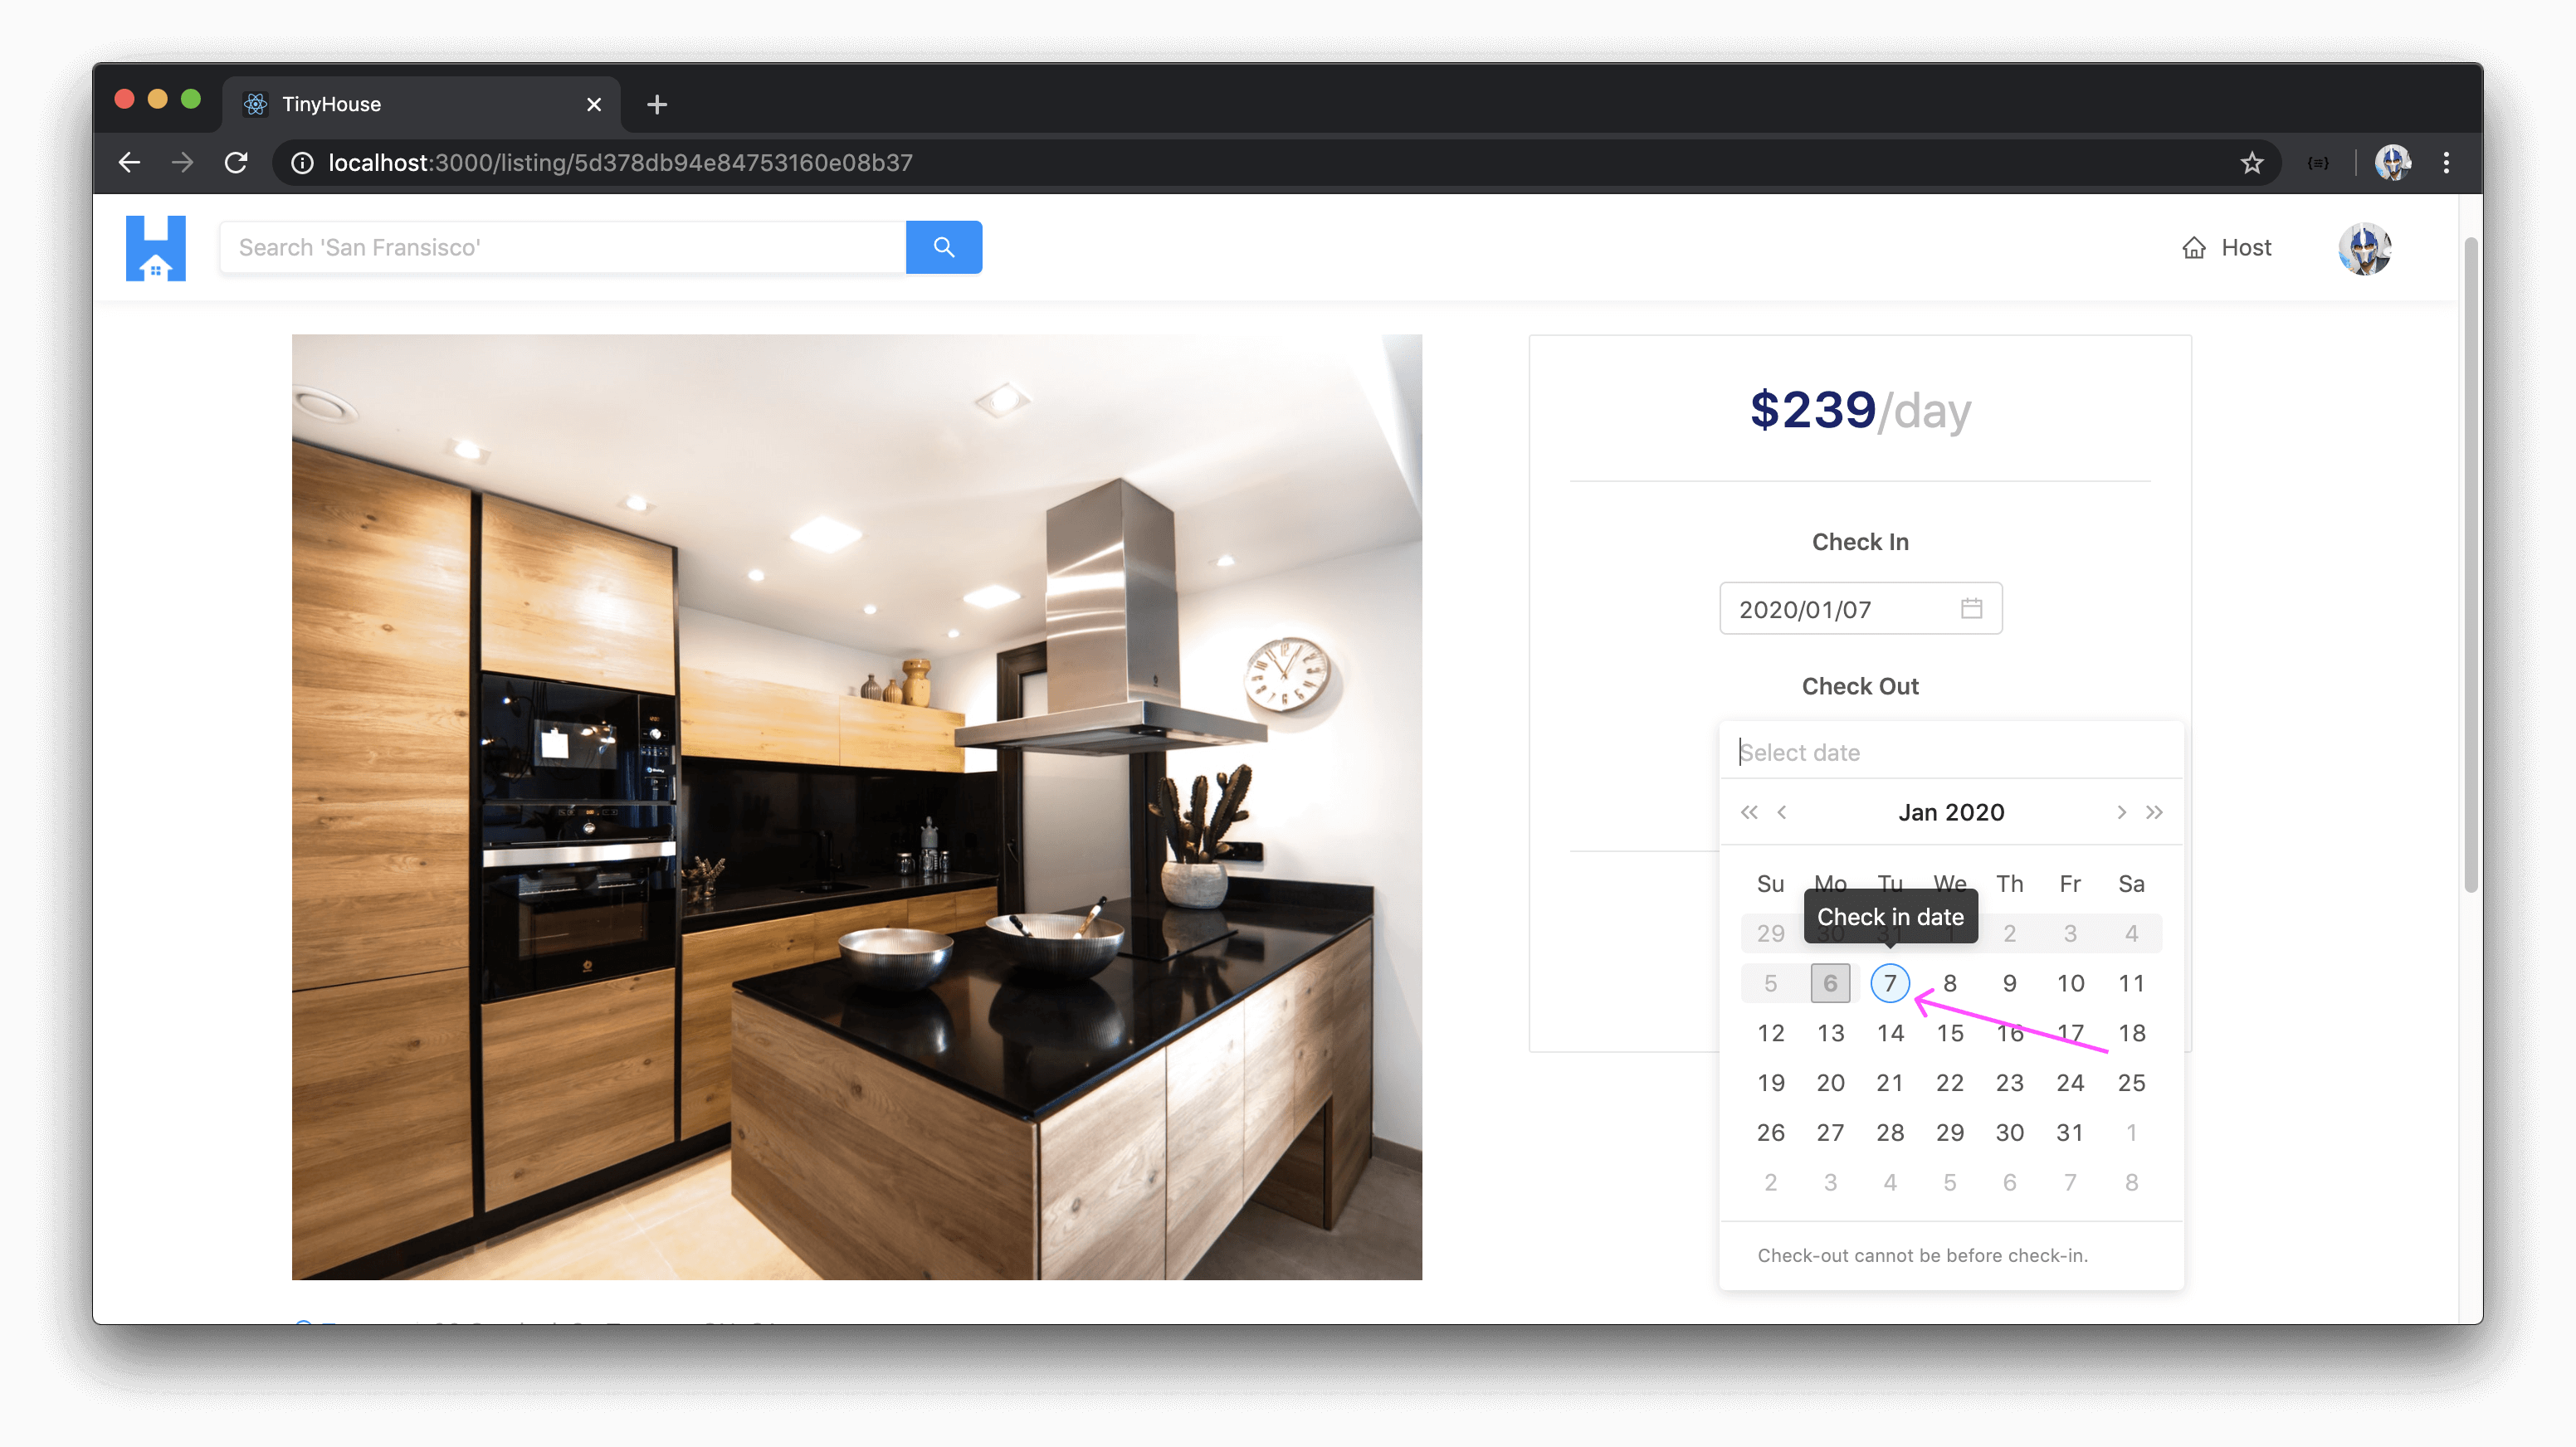 TinyHouse
localhost:3000/listing/5d378db94e84753160e08b37
Search 'San Fransisco'
Host
$239/day
Check In
2020/01/07
Check Out
Select date
Jan 2020
Su Mo Tu We Th Fr Sa
Check in date
29 30 31 1 2 3 4
5 6 7 8 9 10 11
12 13 14 15 16 17 18
19 20 21 22 23 24 25
26 27 28 29 30 31 1
2 3 4 5 6 7 8
Check-out cannot be before check-in.